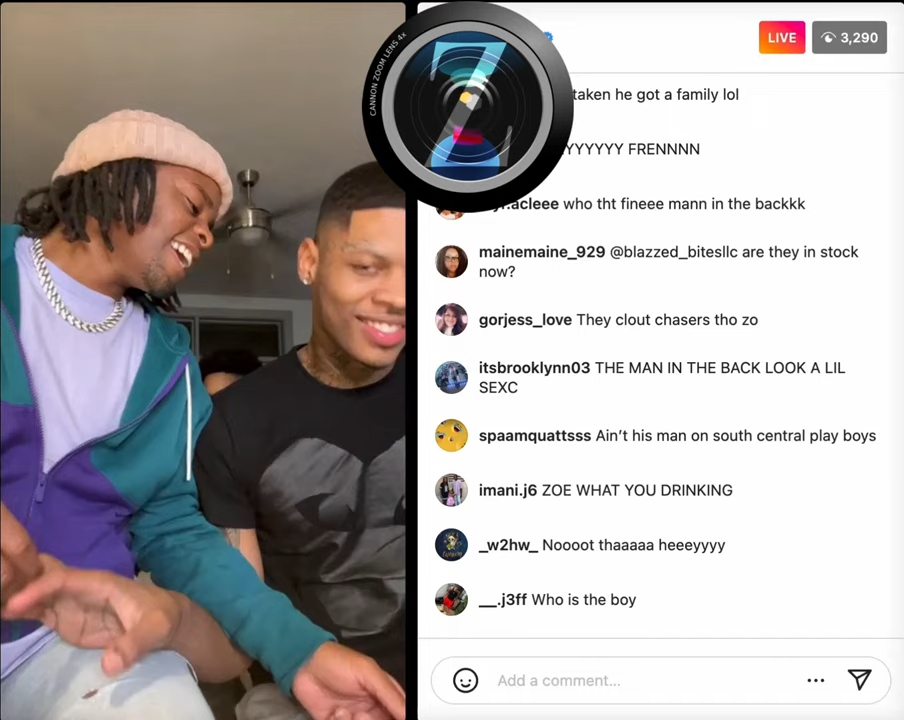 CANNON ZOOM LENS 4x
Z
LIVE
3,290
taken he got a family lol
YYYYYY FRENNNN
.acleee who tht fineee mann in the backkk
mainemaine_929 @blazzed_bitesllc are they in stock
now?
gorjess_love They clout chasers tho zo
itsbrooklynn03 THE MAN IN THE BACK LOOK A LIL
SEXC
spaamquattsss Ain't his man on south central play boys
imani.j6 ZOE WHAT YOU DRINKING
_w2hw_ Noooot thaaaaa heeeyyyy
__.j3ff Who is the boy
Add a comment...